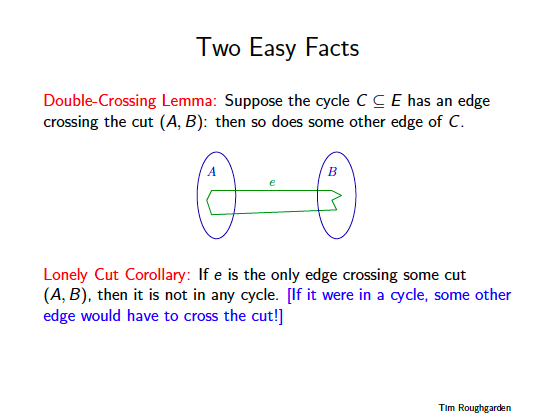 Two Easy Facts
Double-Crossing Lemma: Suppose the cycle C ⊆ E has an edge
crossing the cut (A, B): then so does some other edge of C.
A
B
e
Lonely Cut Corollary: If e is the only edge crossing some cut
(A, B), then it is not in any cycle. [If it were in a cycle, some other
edge would have to cross the cut!]
Tim Roughgarden